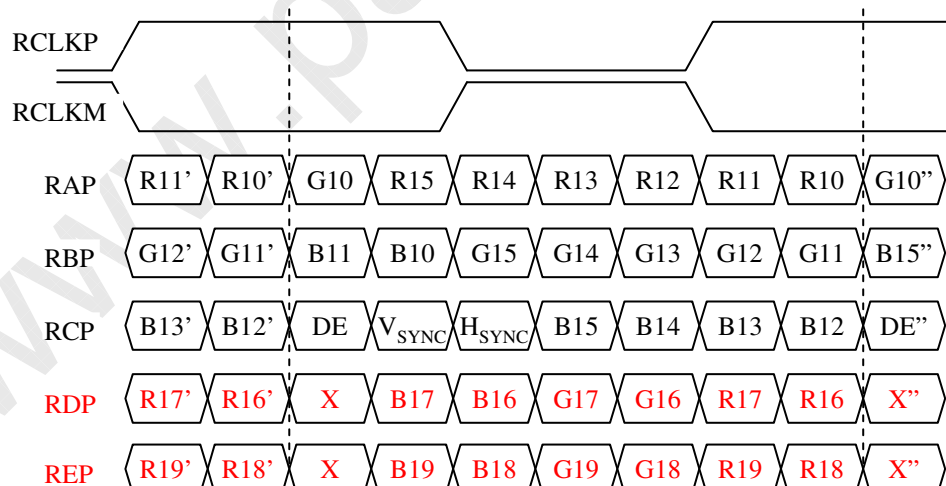 RCLKP
RCLKM
RAP R11' R10' G10 R15 R14 R13 R12 R11 R10 G10”
RBP G12' G11' B11 B10 G15 G14 G13 G12 G11 B15”
RCP B13' B12' DE VSYNC HSYNC B15 B14 B13 B12 DE”
RDP R17' R16' X B17 B16 G17 G16 R17 R16 X”
REP R19' R18' X B19 B18 G19 G18 R19 R18 X”
www.pa